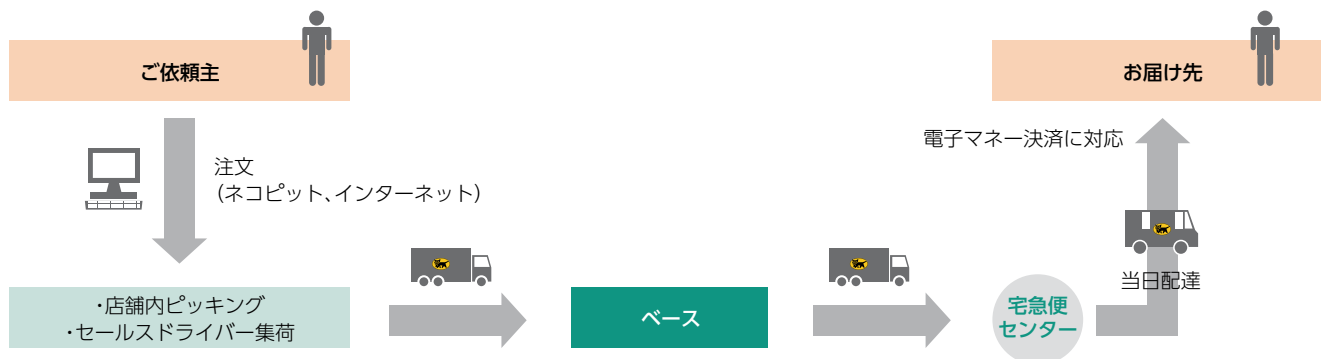 ご依頼主
お届け先
注文
（ネコピット、インターネット）
電子マネー決済に対応
・店舗内ピッキング
・セールスドライバー集荷
ベース
宅急便
センター
当日配達